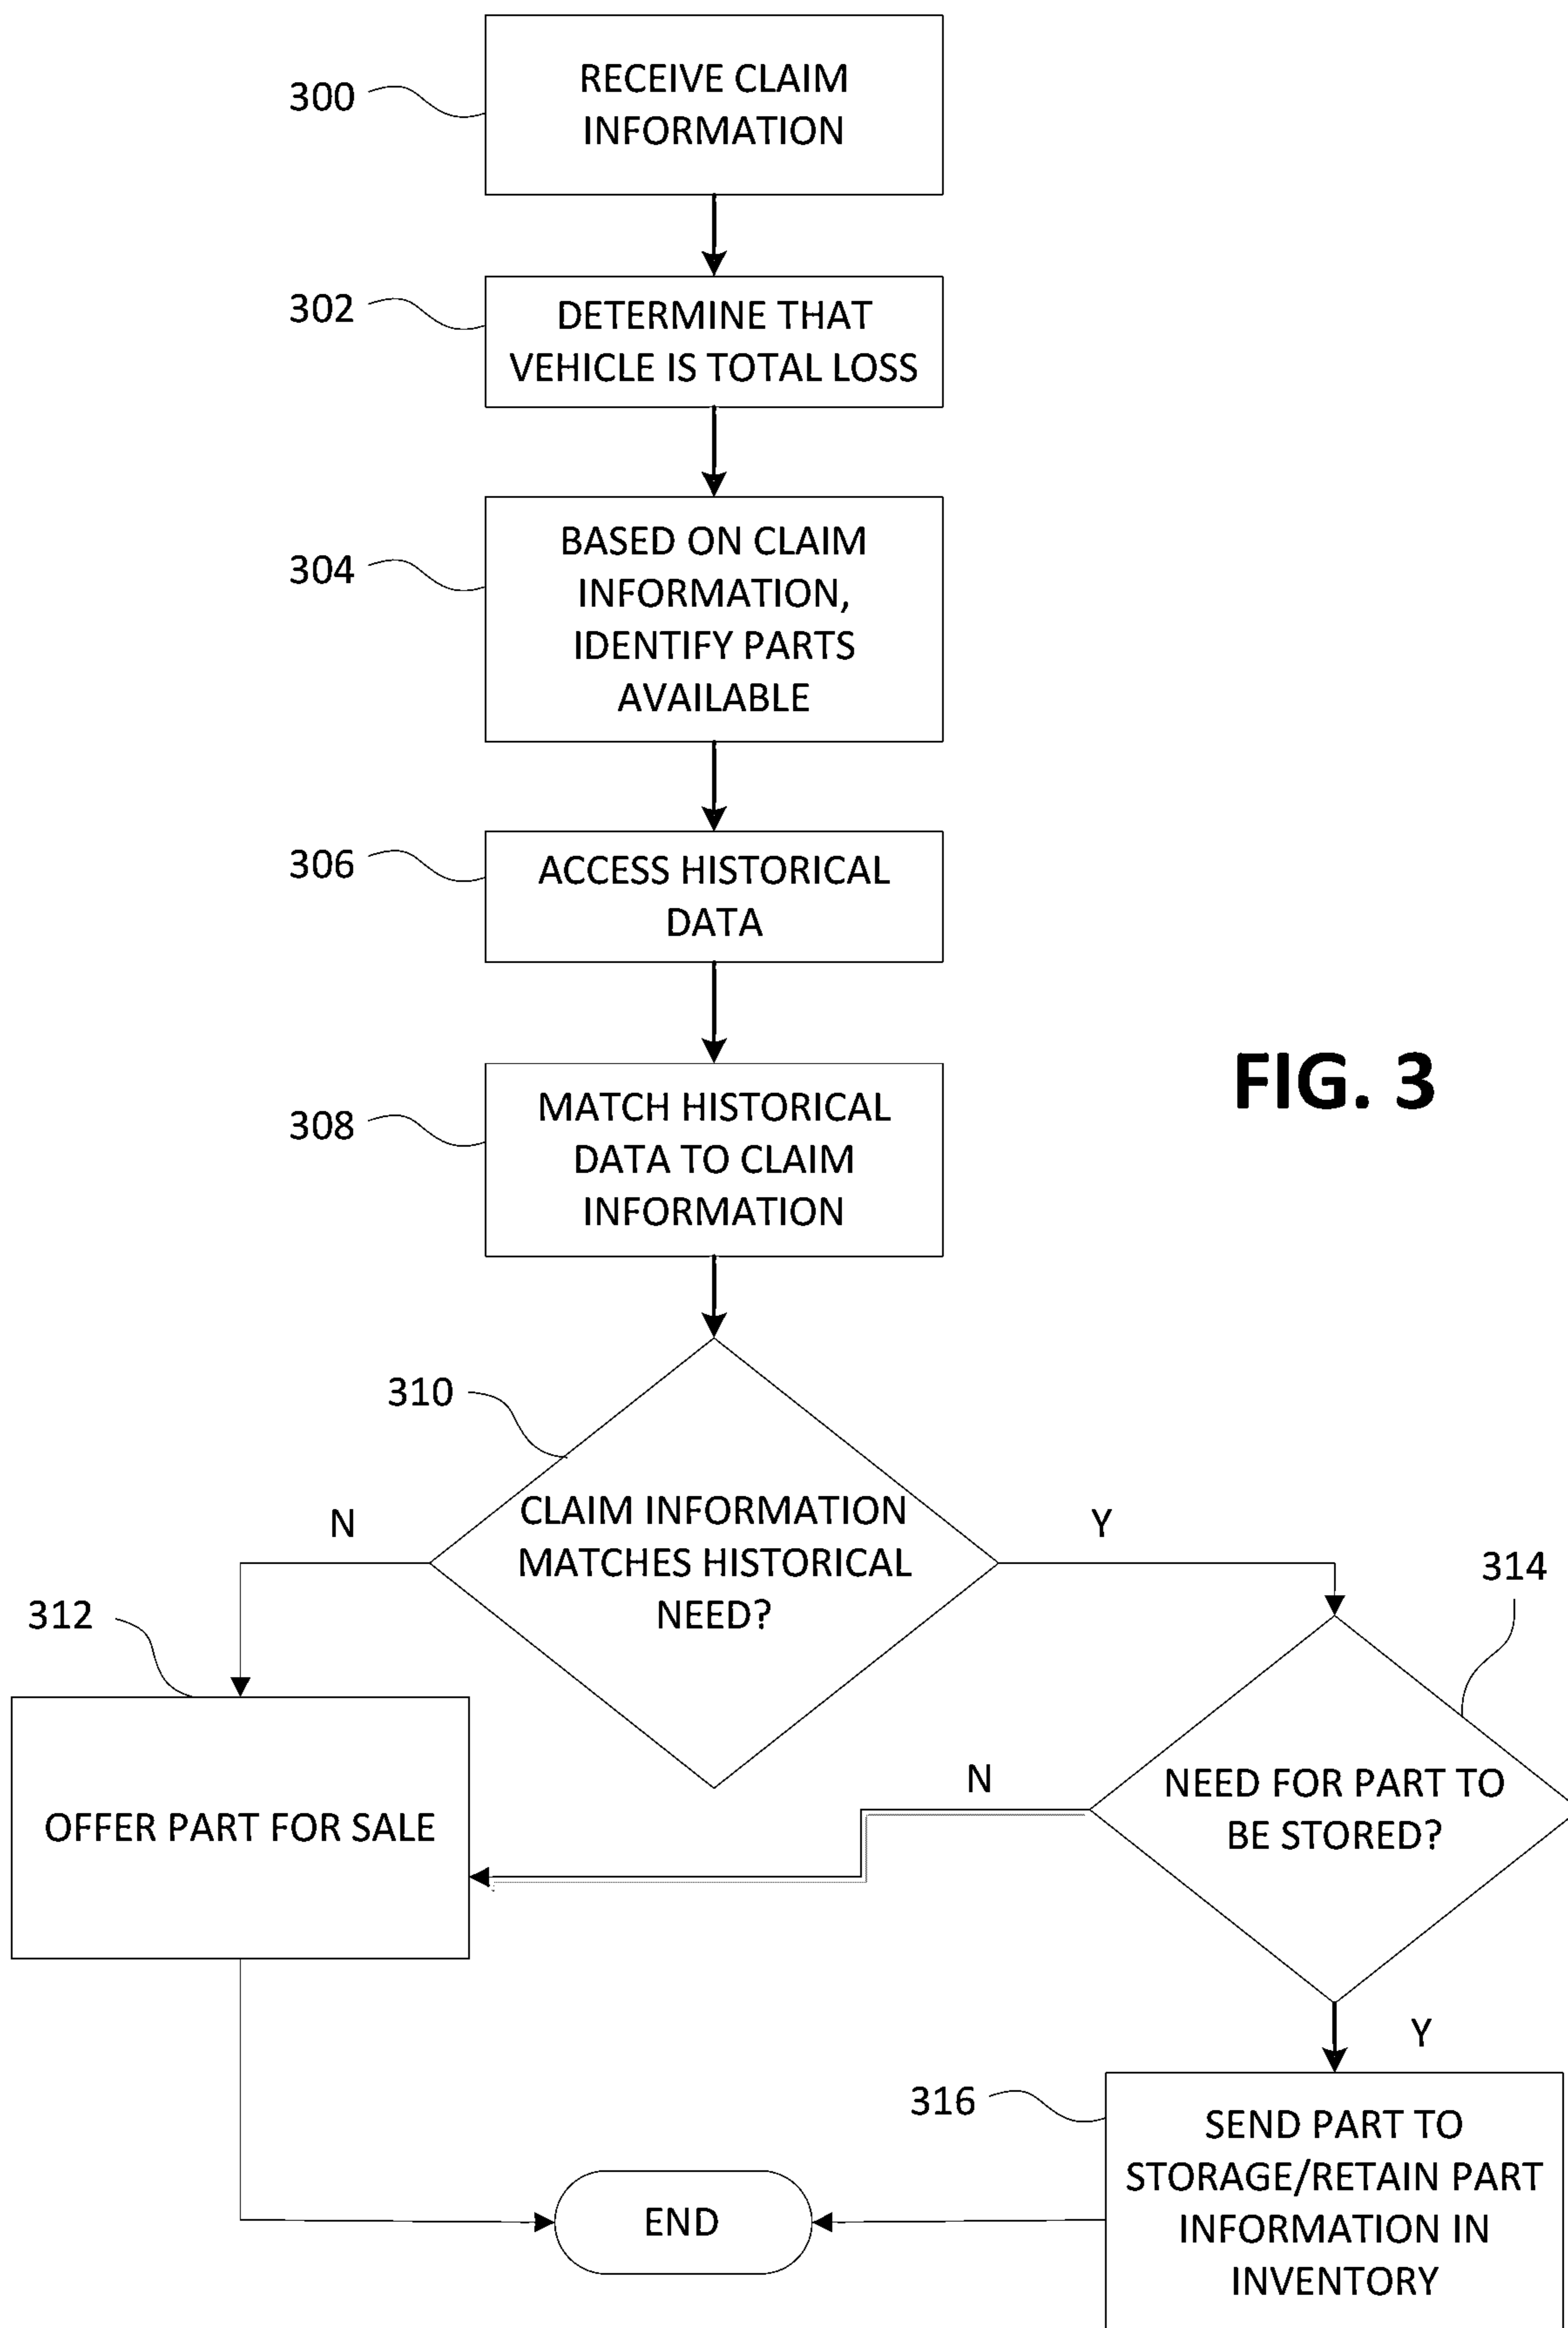 300
RECEIVE CLAIM
INFORMATION
302
DETERMINE THAT
VEHICLE IS TOTAL LOSS
304
BASED ON CLAIM
INFORMATION,
IDENTIFY PARTS
AVAILABLE
306
ACCESS HISTORICAL
DATA
FIG. 3
308
MATCH HISTORICAL
DATA TO CLAIM
INFORMATION
310
CLAIM INFORMATION
MATCHES HISTORICAL
NEED?
N
Y
312
OFFER PART FOR SALE
314
NEED FOR PART TO
BE STORED?
N
Y
316
SEND PART TO
STORAGE/RETAIN PART
INFORMATION IN
INVENTORY
END